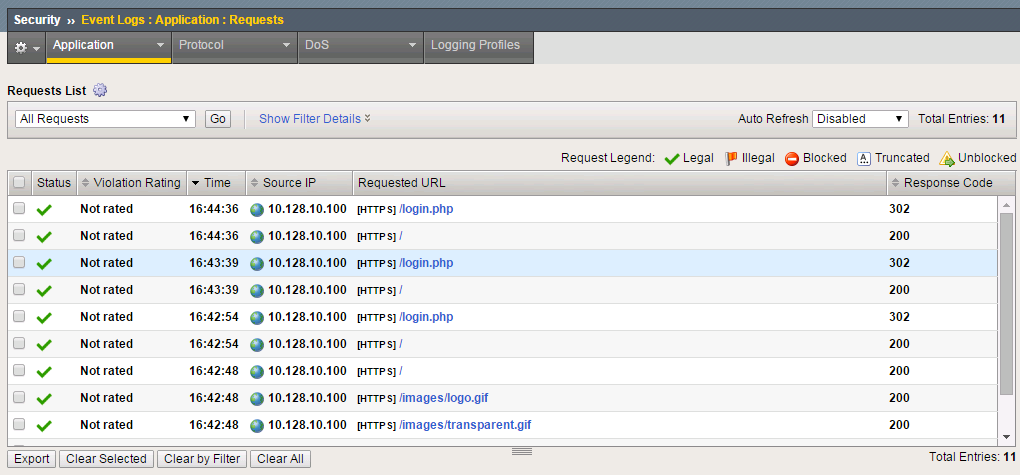 Security ›› Event Logs : Application : Requests
Application Protocol DoS Logging Profiles
Requests List
All Requests Go Show Filter Details Auto Refresh Disabled Total Entries: 11
Request Legend: Legal Illegal Blocked A Truncated Unblocked
Status Violation Rating Time Source IP Requested URL Response Code
Not rated 16:44:36 10.128.10.100 [HTTPS] /login.php 302
Not rated 16:44:36 10.128.10.100 [HTTPS] / 200
Not rated 16:43:39 10.128.10.100 [HTTPS] /login.php 302
Not rated 16:43:39 10.128.10.100 [HTTPS] / 200
Not rated 16:42:54 10.128.10.100 [HTTPS] /login.php 302
Not rated 16:42:54 10.128.10.100 [HTTPS] / 200
Not rated 16:42:48 10.128.10.100 [HTTPS] / 200
Not rated 16:42:48 10.128.10.100 [HTTPS] /images/logo.gif 200
Not rated 16:42:48 10.128.10.100 [HTTPS] /images/transparent.gif 200
Export Clear Selected Clear by Filter Clear All Total Entries: 11